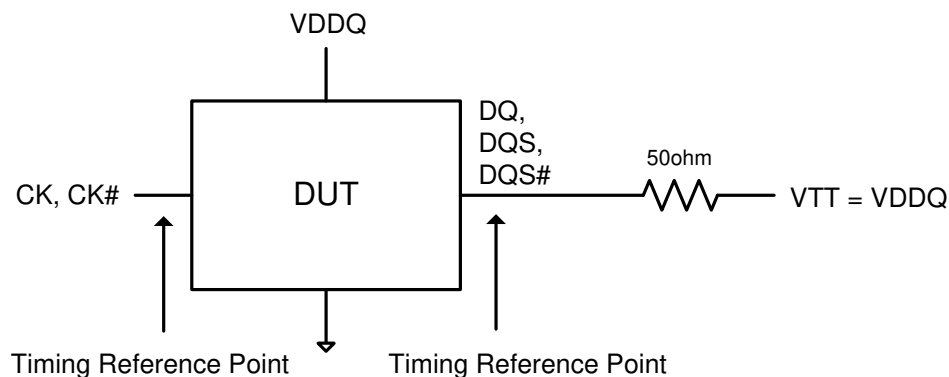 VDDQ
DQ,
DQS,
DQS#
50ohm
CK, CK#
DUT
VTT = VDDQ
Timing Reference Point
Timing Reference Point